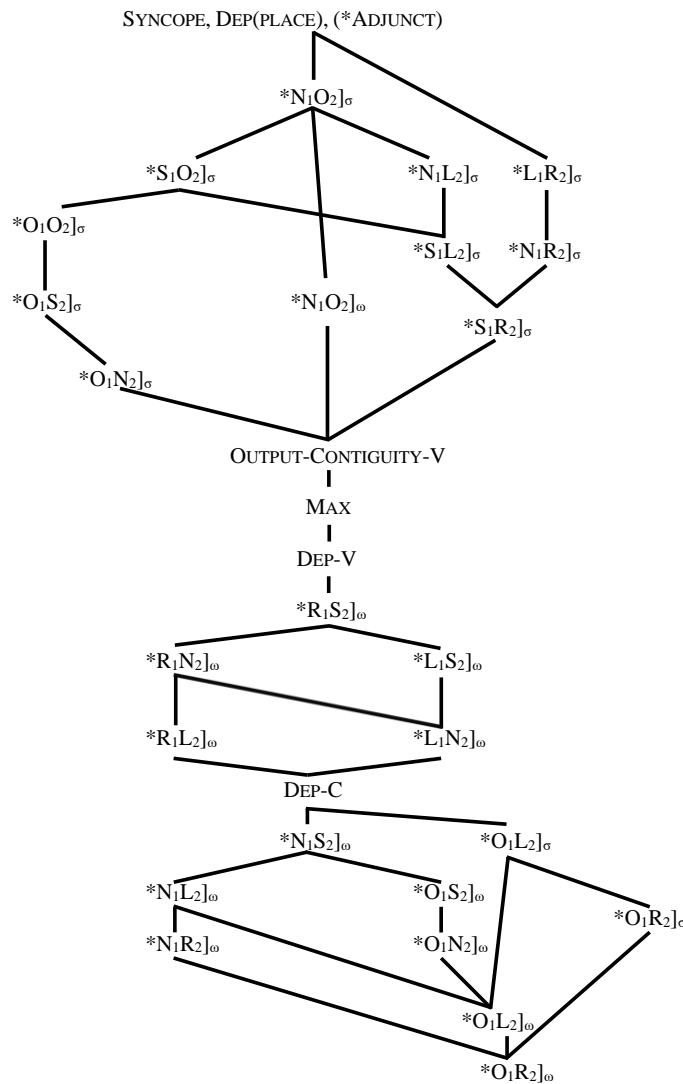 SYNCOPE, DEP(PLACE), (*ADJUNCT)
*N₁O₂]σ
*S₁O₂]σ *N₁L₂]σ *L₁R₂]σ
*O₁O₂]σ
*S₁L₂]σ *N₁R₂]σ
*O₁S₂]σ *N₁O₂]ω
*S₁R₂]σ
*O₁N₂]σ
OUTPUT-CONTIGUITY-V
MAX
DEP-V
*R₁S₂]ω
*R₁N₂]ω *L₁S₂]ω
*R₁L₂]ω *L₁N₂]ω
DEP-C
*N₁S₂]ω *O₁L₂]σ
*N₁L₂]ω *O₁S₂]ω
*O₁R₂]σ
*N₁R₂]ω *O₁N₂]ω
*O₁L₂]ω
*O₁R₂]ω